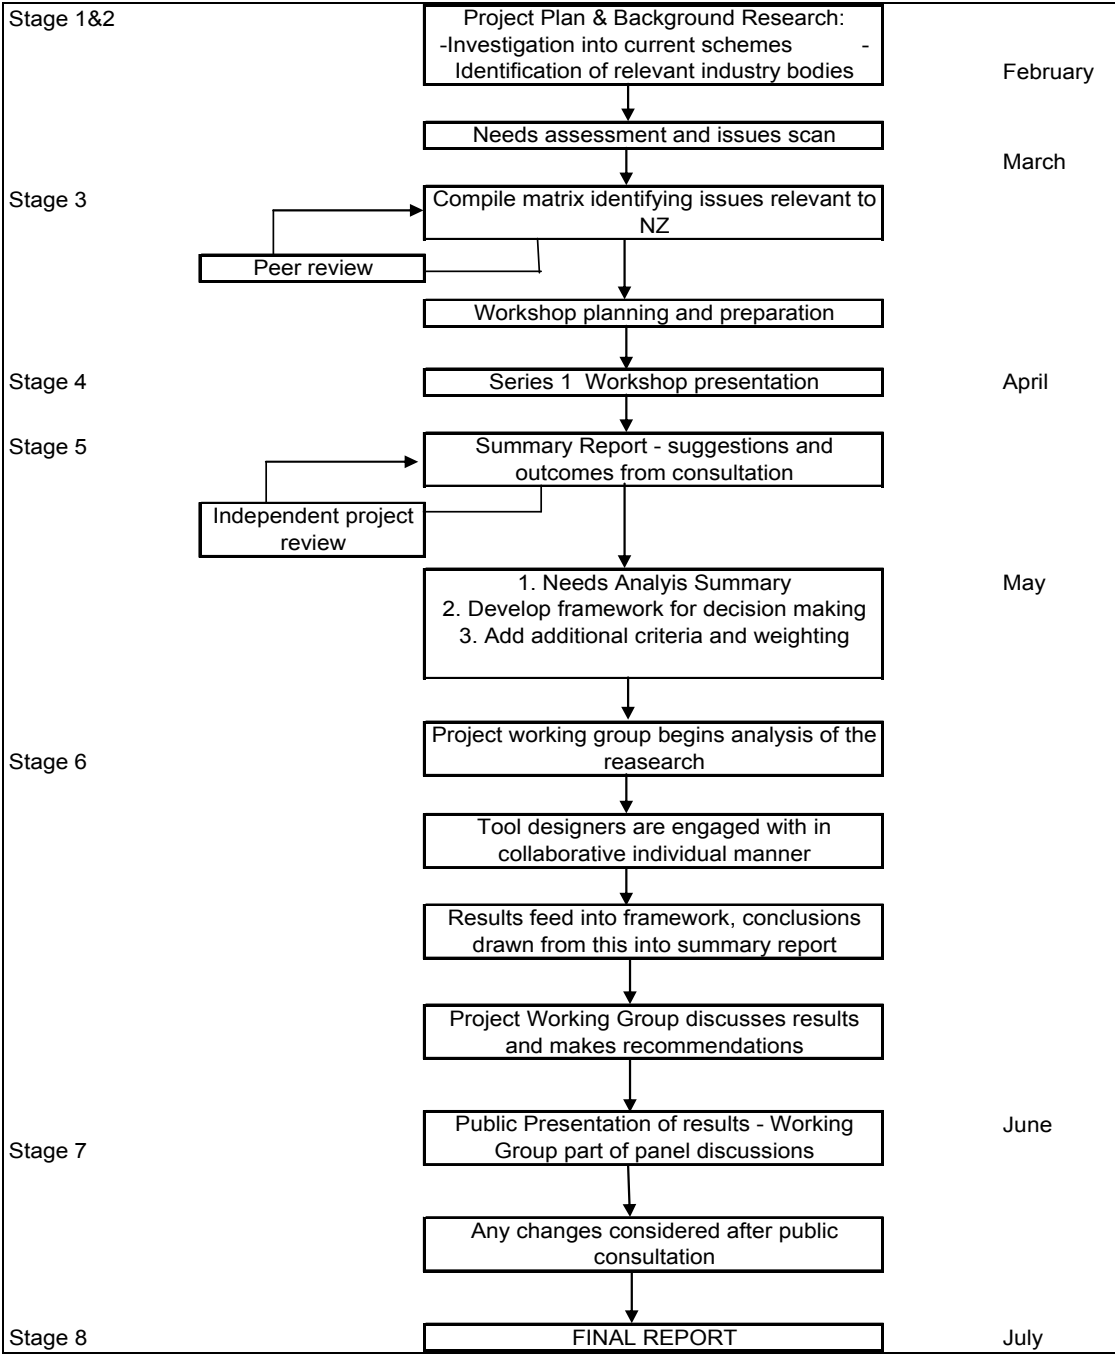 Stage 1&2
Project Plan & Background Research:
-Investigation into current schemes -
Identification of relevant industry bodies
February
Needs assessment and issues scan
March
Stage 3
Compile matrix identifying issues relevant to
NZ
Peer review
Workshop planning and preparation
Stage 4
Series 1 Workshop presentation
April
Stage 5
Summary Report - suggestions and
outcomes from consultation
Independent project
review
1. Needs Analyis Summary
2. Develop framework for decision making
3. Add additional criteria and weighting
May
Project working group begins analysis of the
reasearch
Stage 6
Tool designers are engaged with in
collaborative individual manner
Results feed into framework, conclusions
drawn from this into summary report
Project Working Group discusses results
and makes recommendations
Public Presentation of results - Working
Group part of panel discussions
June
Stage 7
Any changes considered after public
consultation
Stage 8
FINAL REPORT
July